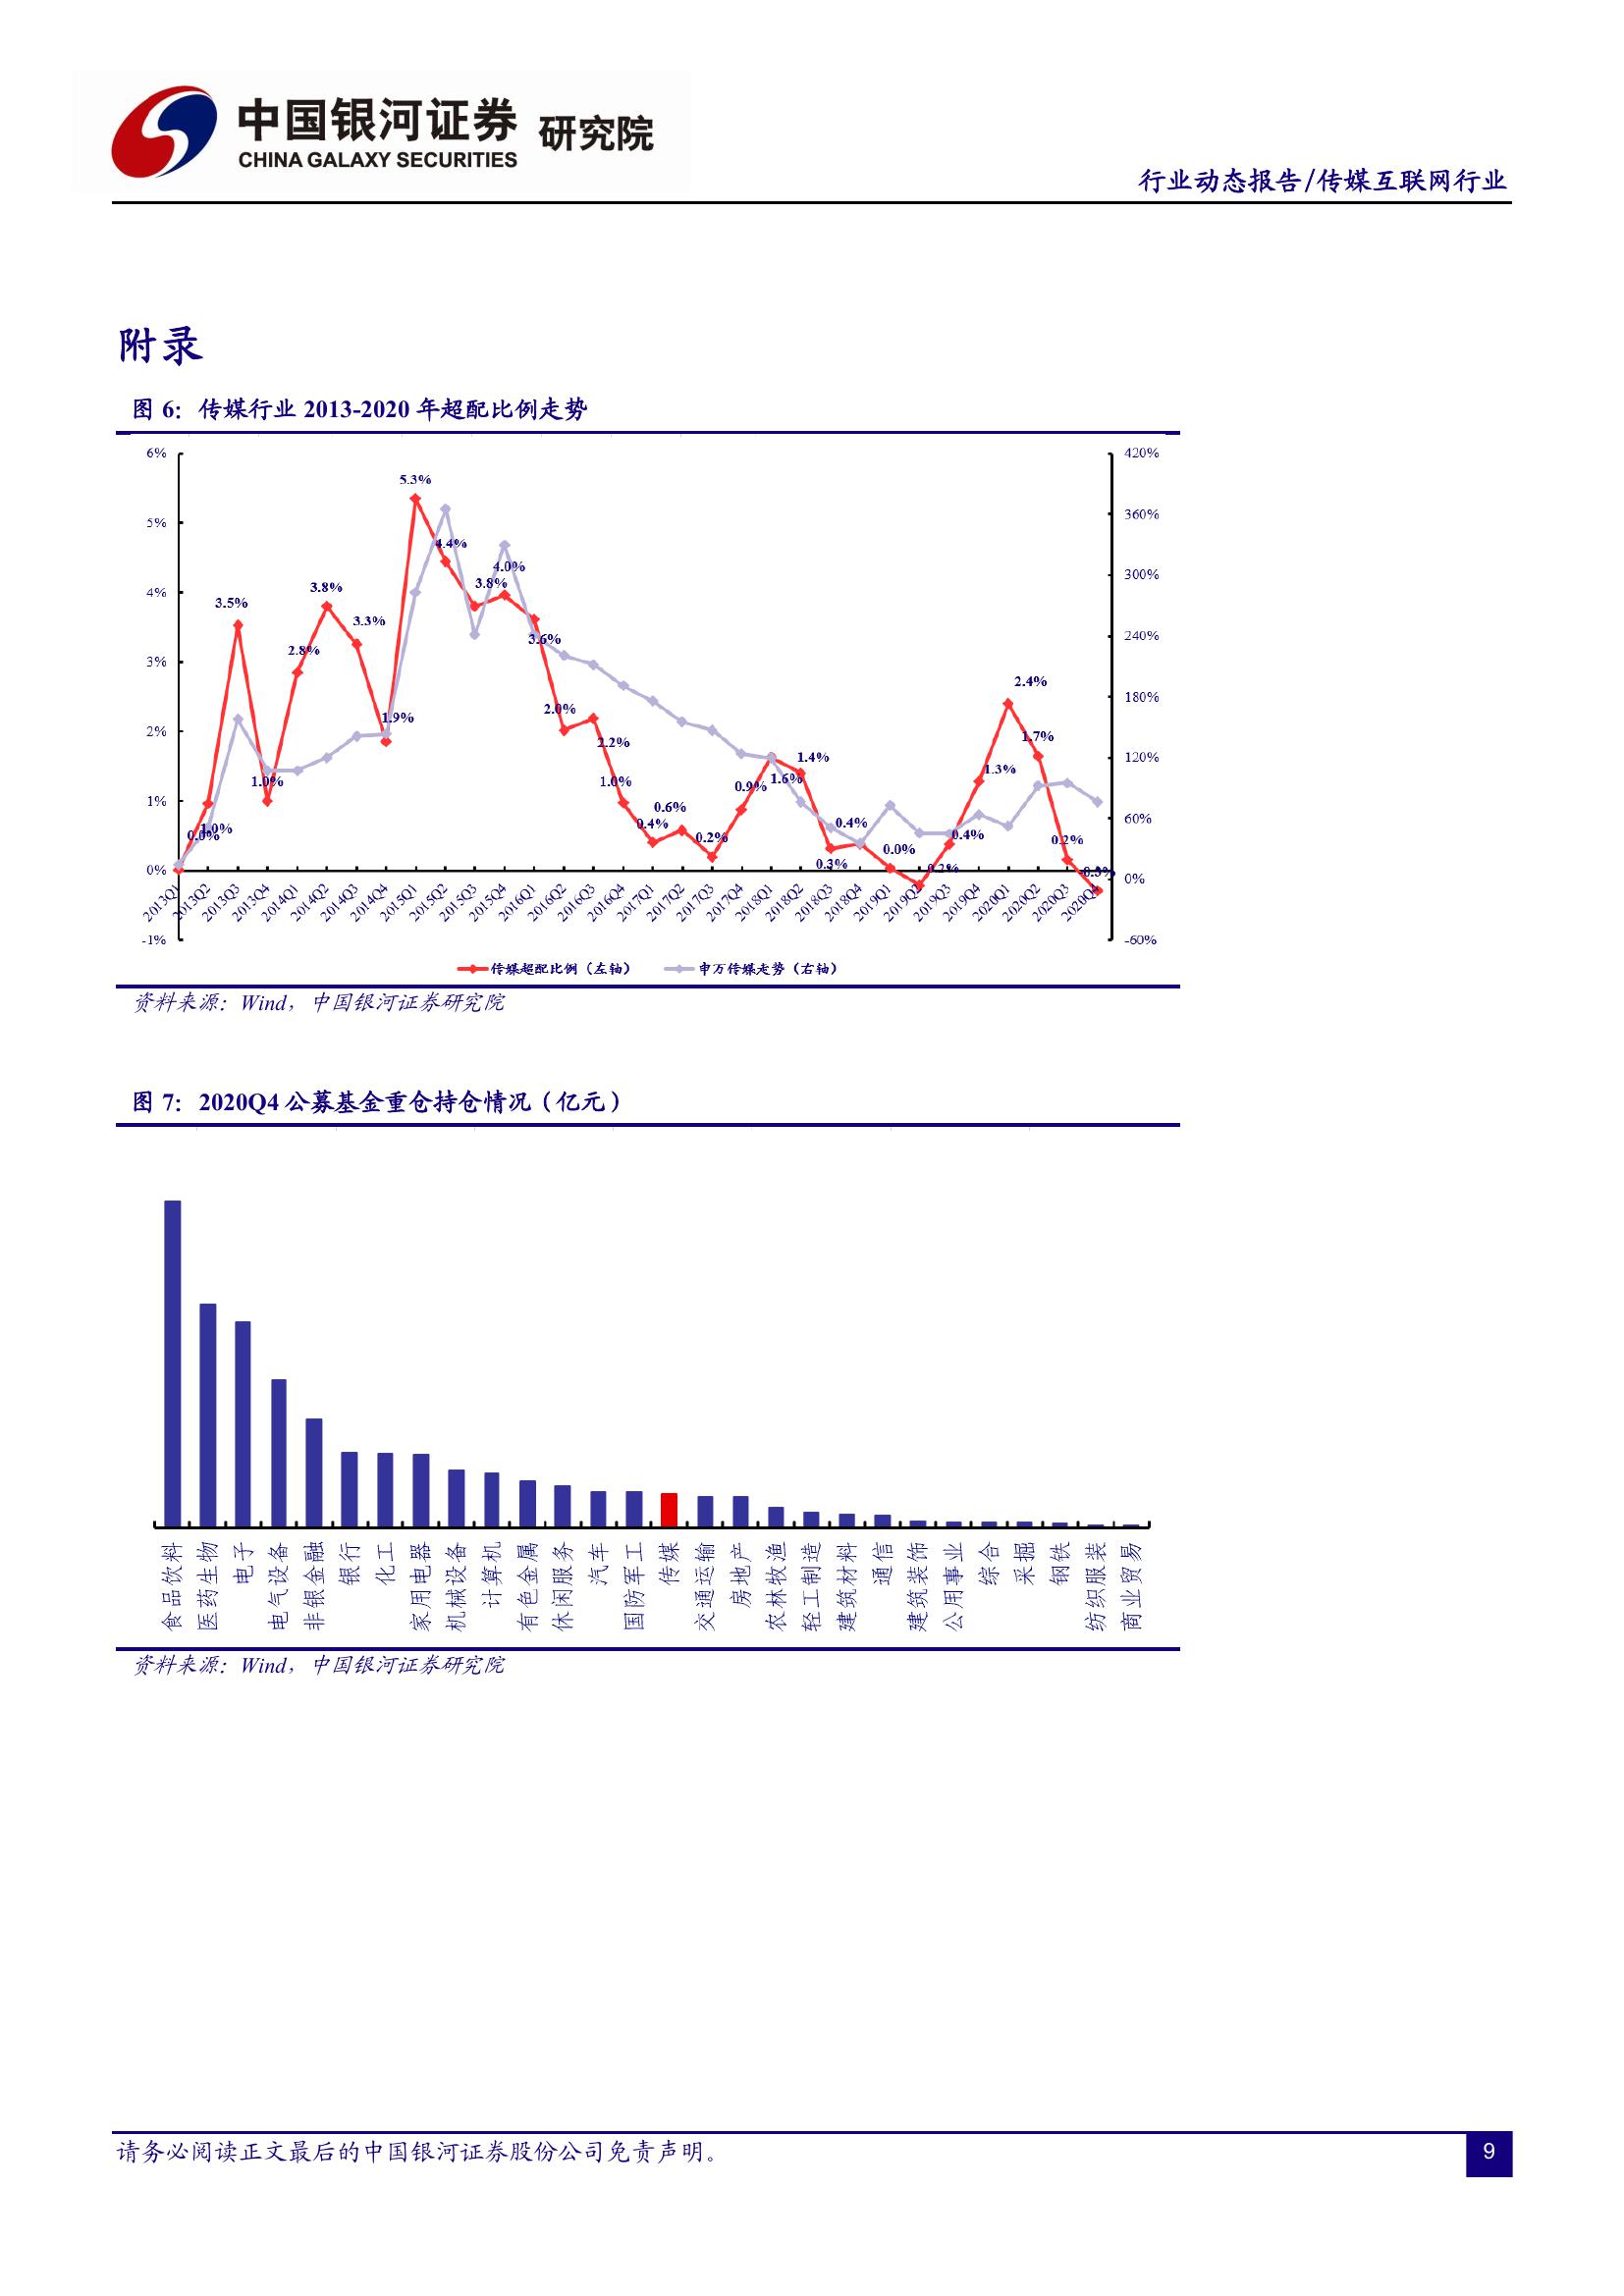 中国银河证券 研究院
CHINA GALAXY SECURITIES
行业动态报告/传媒互联网行业
附录
图 6：传媒行业 2013-2020 年超配比例走势
6%
5%
4%
3%
2%
1%
0%
-1%
420%
360%
300%
240%
180%
120%
60%
0%
-60%
0.0%
1.0%
3.5%
1.0%
2.8%
3.8%
3.3%
1.9%
5.3%
4.4%
3.8%
4.0%
3.6%
2.0%
2.2%
1.0%
0.4%
0.6%
0.2%
0.9%
1.6%
1.4%
0.3%
0.4%
0.0%
-0.2%
0.4%
1.3%
2.4%
1.7%
0.2%
-0.3%
2013Q1
2013Q2
2013Q3
2013Q4
2014Q1
2014Q2
2014Q3
2014Q4
2015Q1
2015Q2
2015Q3
2015Q4
2016Q1
2016Q2
2016Q3
2016Q4
2017Q1
2017Q2
2017Q3
2017Q4
2018Q1
2018Q2
2018Q3
2018Q4
2019Q1
2019Q2
2019Q3
2019Q4
2020Q1
2020Q2
2020Q3
2020Q4
传媒超配比例（左轴）
申万传媒走势（右轴）
资料来源：Wind，中国银河证券研究院
图 7：2020Q4 公募基金重仓持仓情况（亿元）
食品饮料
医药生物
电子
电气设备
非银金融
银行
化工
家用电器
机械设备
计算机
有色金属
休闲服务
汽车
国防军工
传媒
交通运输
房地产
农林牧渔
轻工制造
建筑材料
通信
建筑装饰
公用事业
综合
采掘
钢铁
纺织服装
商业贸易
资料来源：Wind，中国银河证券研究院
请务必阅读正文最后的中国银河证券股份公司免责声明。
9